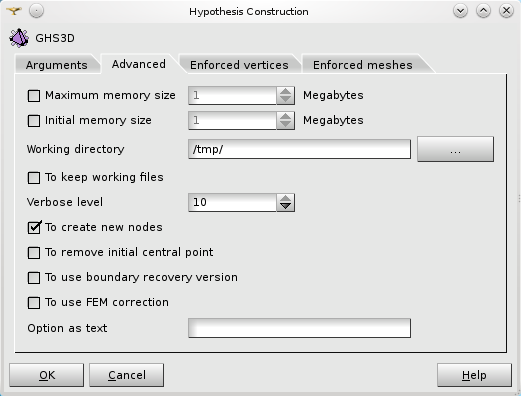 Hypothesis Construction
GHS3D
Arguments Advanced Enforced vertices Enforced meshes
Maximum memory size 1 Megabytes
Initial memory size 1 Megabytes
Working directory /tmp/ ...
To keep working files
Verbose level 10
To create new nodes
To remove initial central point
To use boundary recovery version
To use FEM correction
Option as text
OK Cancel Help